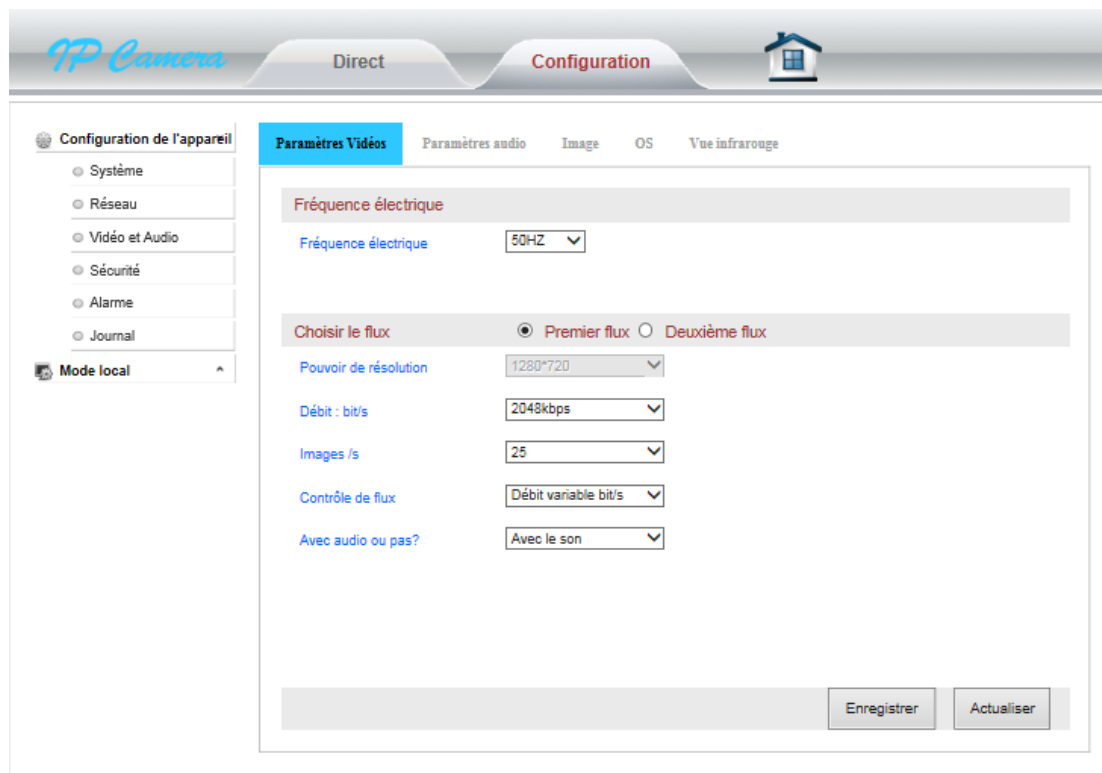 IP Camera
Direct
Configuration
Configuration de l'appareil
Système
Réseau
Vidéo et Audio
Sécurité
Alarme
Journal
Mode local
Paramètres Vidéos
Paramètres audio
Image
OS
Vue infrarouge
Fréquence électrique
Fréquence électrique
50HZ
Choisir le flux
Premier flux
Deuxième flux
Pouvoir de résolution
1280*720
Débit : bit/s
2048kbps
Images /s
25
Contrôle de flux
Débit variable bit/s
Avec audio ou pas?
Avec le son
Enregistrer
Actualiser